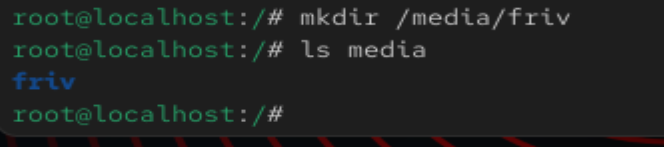 root@localhost:/# mkdir /media/friv
root@localhost:/# ls media
friv
root@localhost:/#